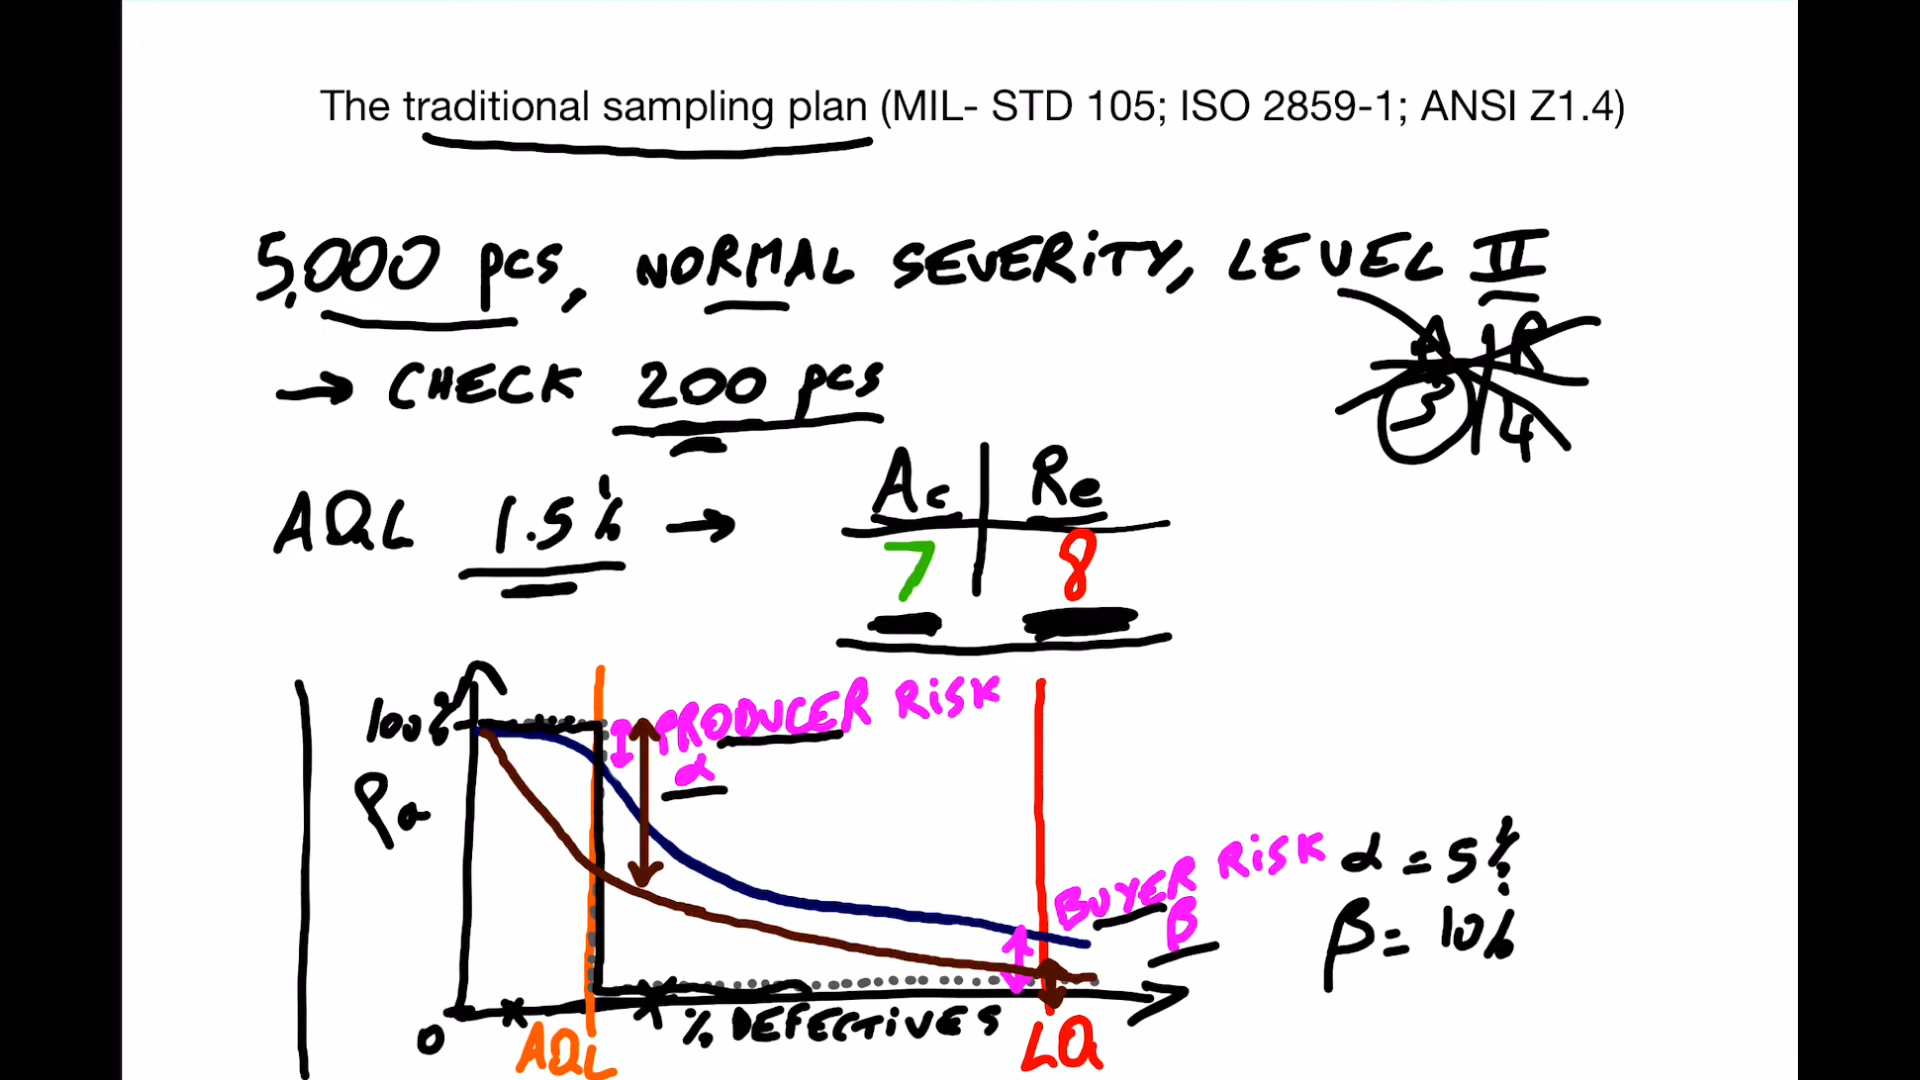 The traditional sampling plan (MIL- STD 105; ISO 2859-1; ANSI Z1.4)
5,000 pcs, NORMAL SEVERITY, LEVEL II
A R
3 4
→ CHECK 200 pcs
AQL 1.5% → Ac Re
7 8
100%
PRODUCER RISK
α
Pa
BUYER RISK
β
α = 5%
β = 10%
0
% DEFECTIVES
AQL
LQ